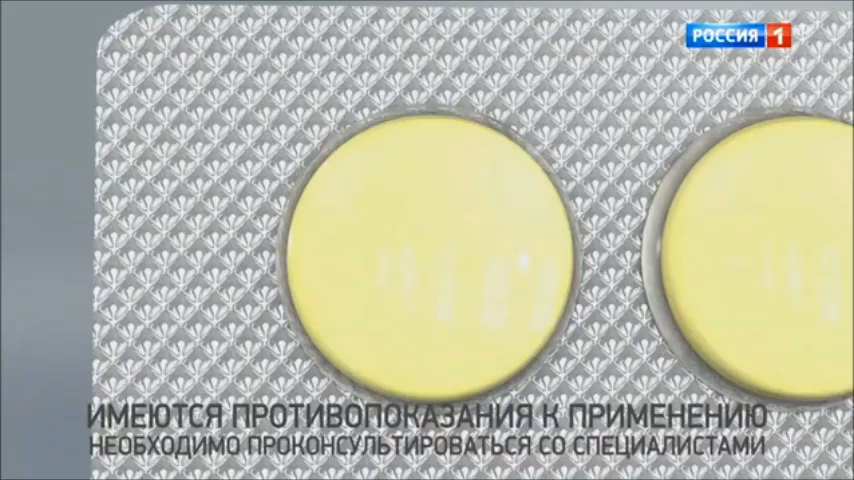 РОССИЯ 1
ИМЕЮТСЯ ПРОТИВОПОКАЗАНИЯ К ПРИМЕНЕНИЮ
НЕОБХОДИМО ПРОКОНСУЛЬТИРОВАТЬСЯ СО СПЕЦИАЛИСТАМИ